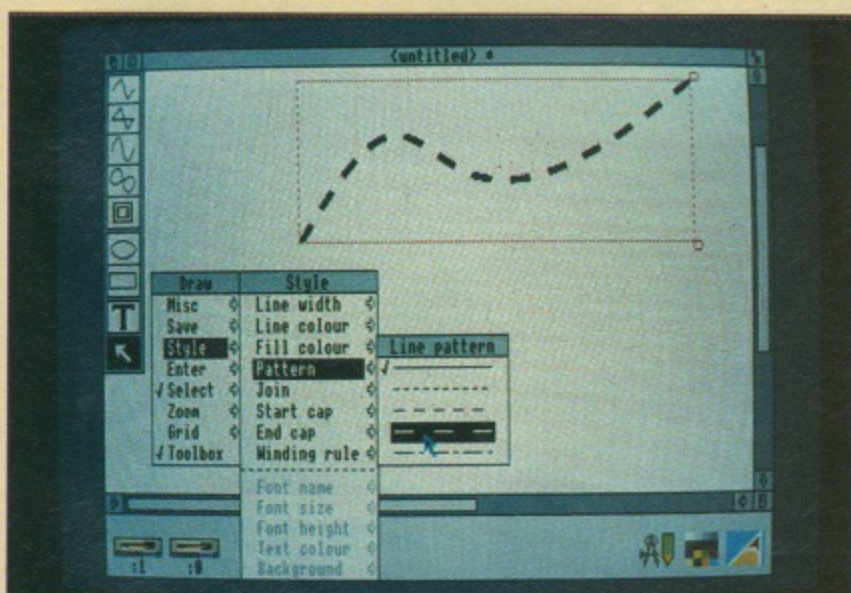 <untitled> *
T
Draw
Misc
Save
Style
Enter
Select
Zoom
Grid
Toolbox
Style
Line width
Line colour
Fill colour
Pattern
Join
Start cap
End cap
Winding rule
Font name
Font size
Font height
Text colour
Background
Line pattern
:1
:0